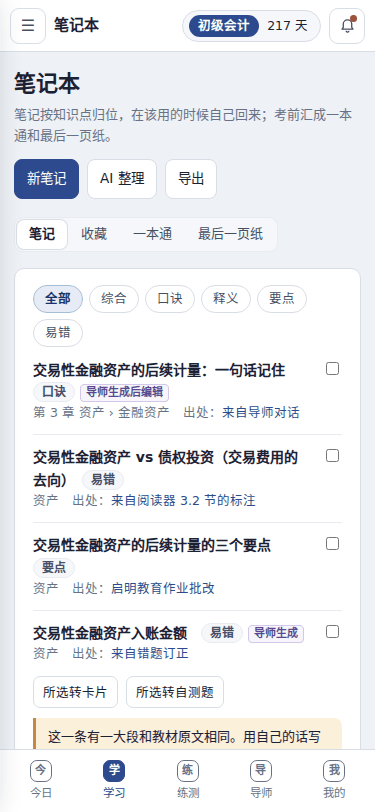 ☰ 笔记本 初级会计 217 天
笔记本
笔记按知识点归位，在该用的时候自己回来；考前汇成一本
通和最后一页纸。
新笔记 AI 整理 导出
笔记 收藏 一本通 最后一页纸
全部 综合 口诀 释义 要点
易错
交易性金融资产的后续计量：一句话记住
口诀 导师生成后编辑
第 3 章 资产 › 金融资产 出处：来自导师对话
交易性金融资产 vs 债权投资（交易费用的
去向） 易错
资产 出处：来自阅读器 3.2 节的标注
交易性金融资产的后续计量的三个要点
要点
资产 出处：启明教育作业批改
交易性金融资产入账金额 易错 导师生成
资产 出处：来自错题订正
所选转卡片 所选转自测题
这一条有一大段和教材原文相同。用自己的话写
今 学 练 导 我
今日 学习 练测 导师 我的